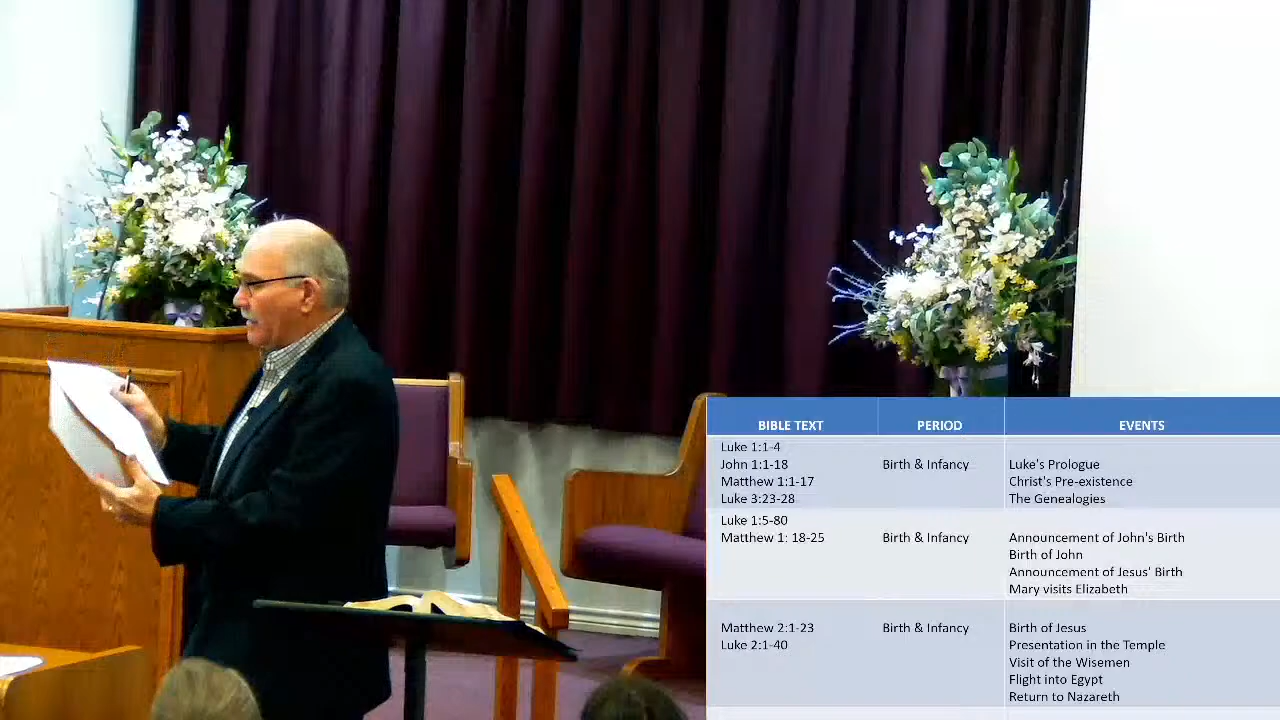 BIBLE TEXT PERIOD EVENTS
Luke 1:1-4
John 1:1-18 Birth & Infancy Luke's Prologue
Matthew 1:1-17 Christ's Pre-existence
Luke 3:23-28 The Genealogies
Luke 1:5-80
Matthew 1: 18-25 Birth & Infancy Announcement of John's Birth
Birth of John
Announcement of Jesus' Birth
Mary visits Elizabeth
Matthew 2:1-23 Birth & Infancy Birth of Jesus
Luke 2:1-40 Presentation in the Temple
Visit of the Wisemen
Flight into Egypt
Return to Nazareth